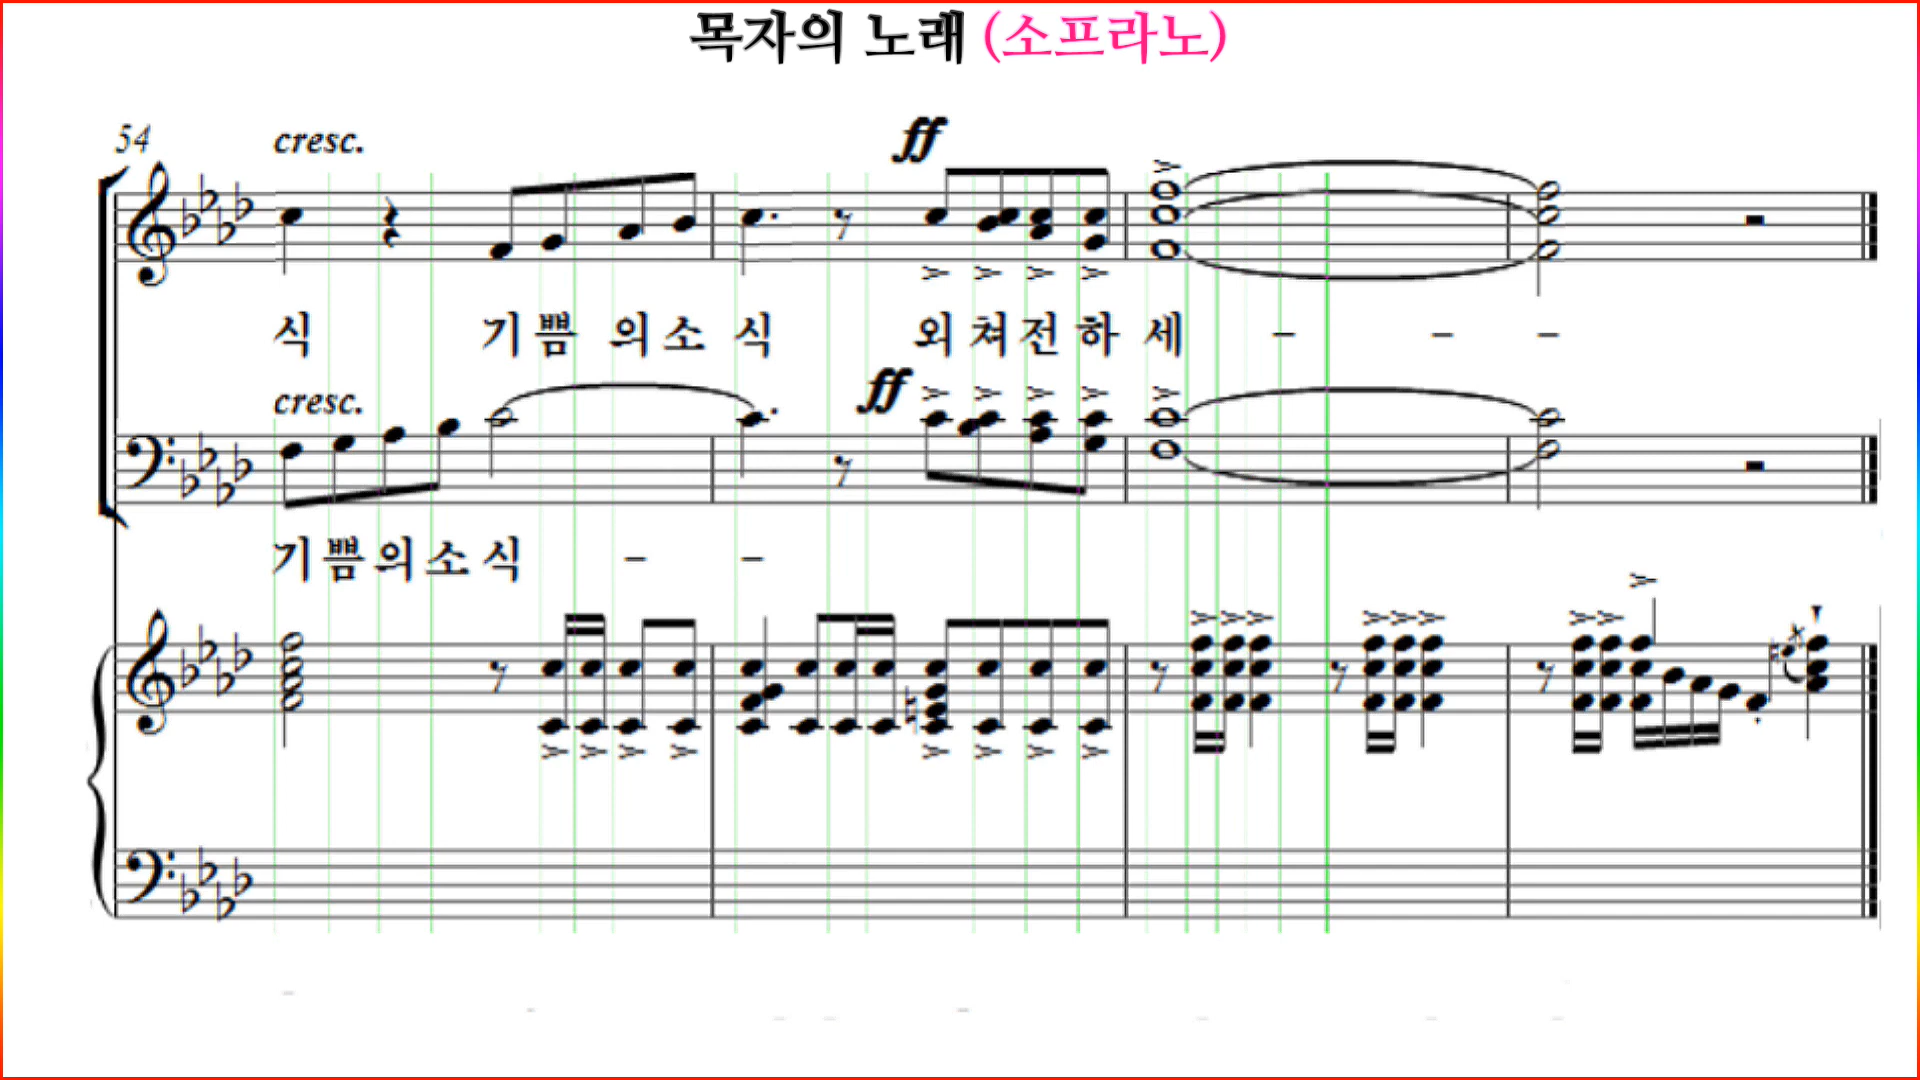 목자의 노래 (소프라노)
54 cresc. ff
식 기 쁨 의 소 식 외 쳐 전 하 세 - - -
cresc. ff
기 쁨 의 소 식 - -